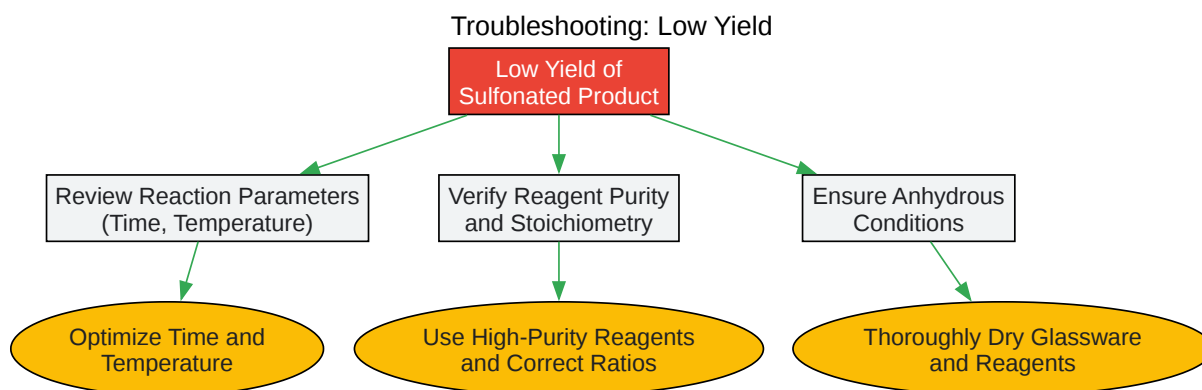 Troubleshooting: Low Yield
Low Yield of
Sulfonated Product
Review Reaction Parameters
(Time, Temperature)
Verify Reagent Purity
and Stoichiometry
Ensure Anhydrous
Conditions
Optimize Time and
Temperature
Use High-Purity Reagents
and Correct Ratios
Thoroughly Dry Glassware
and Reagents